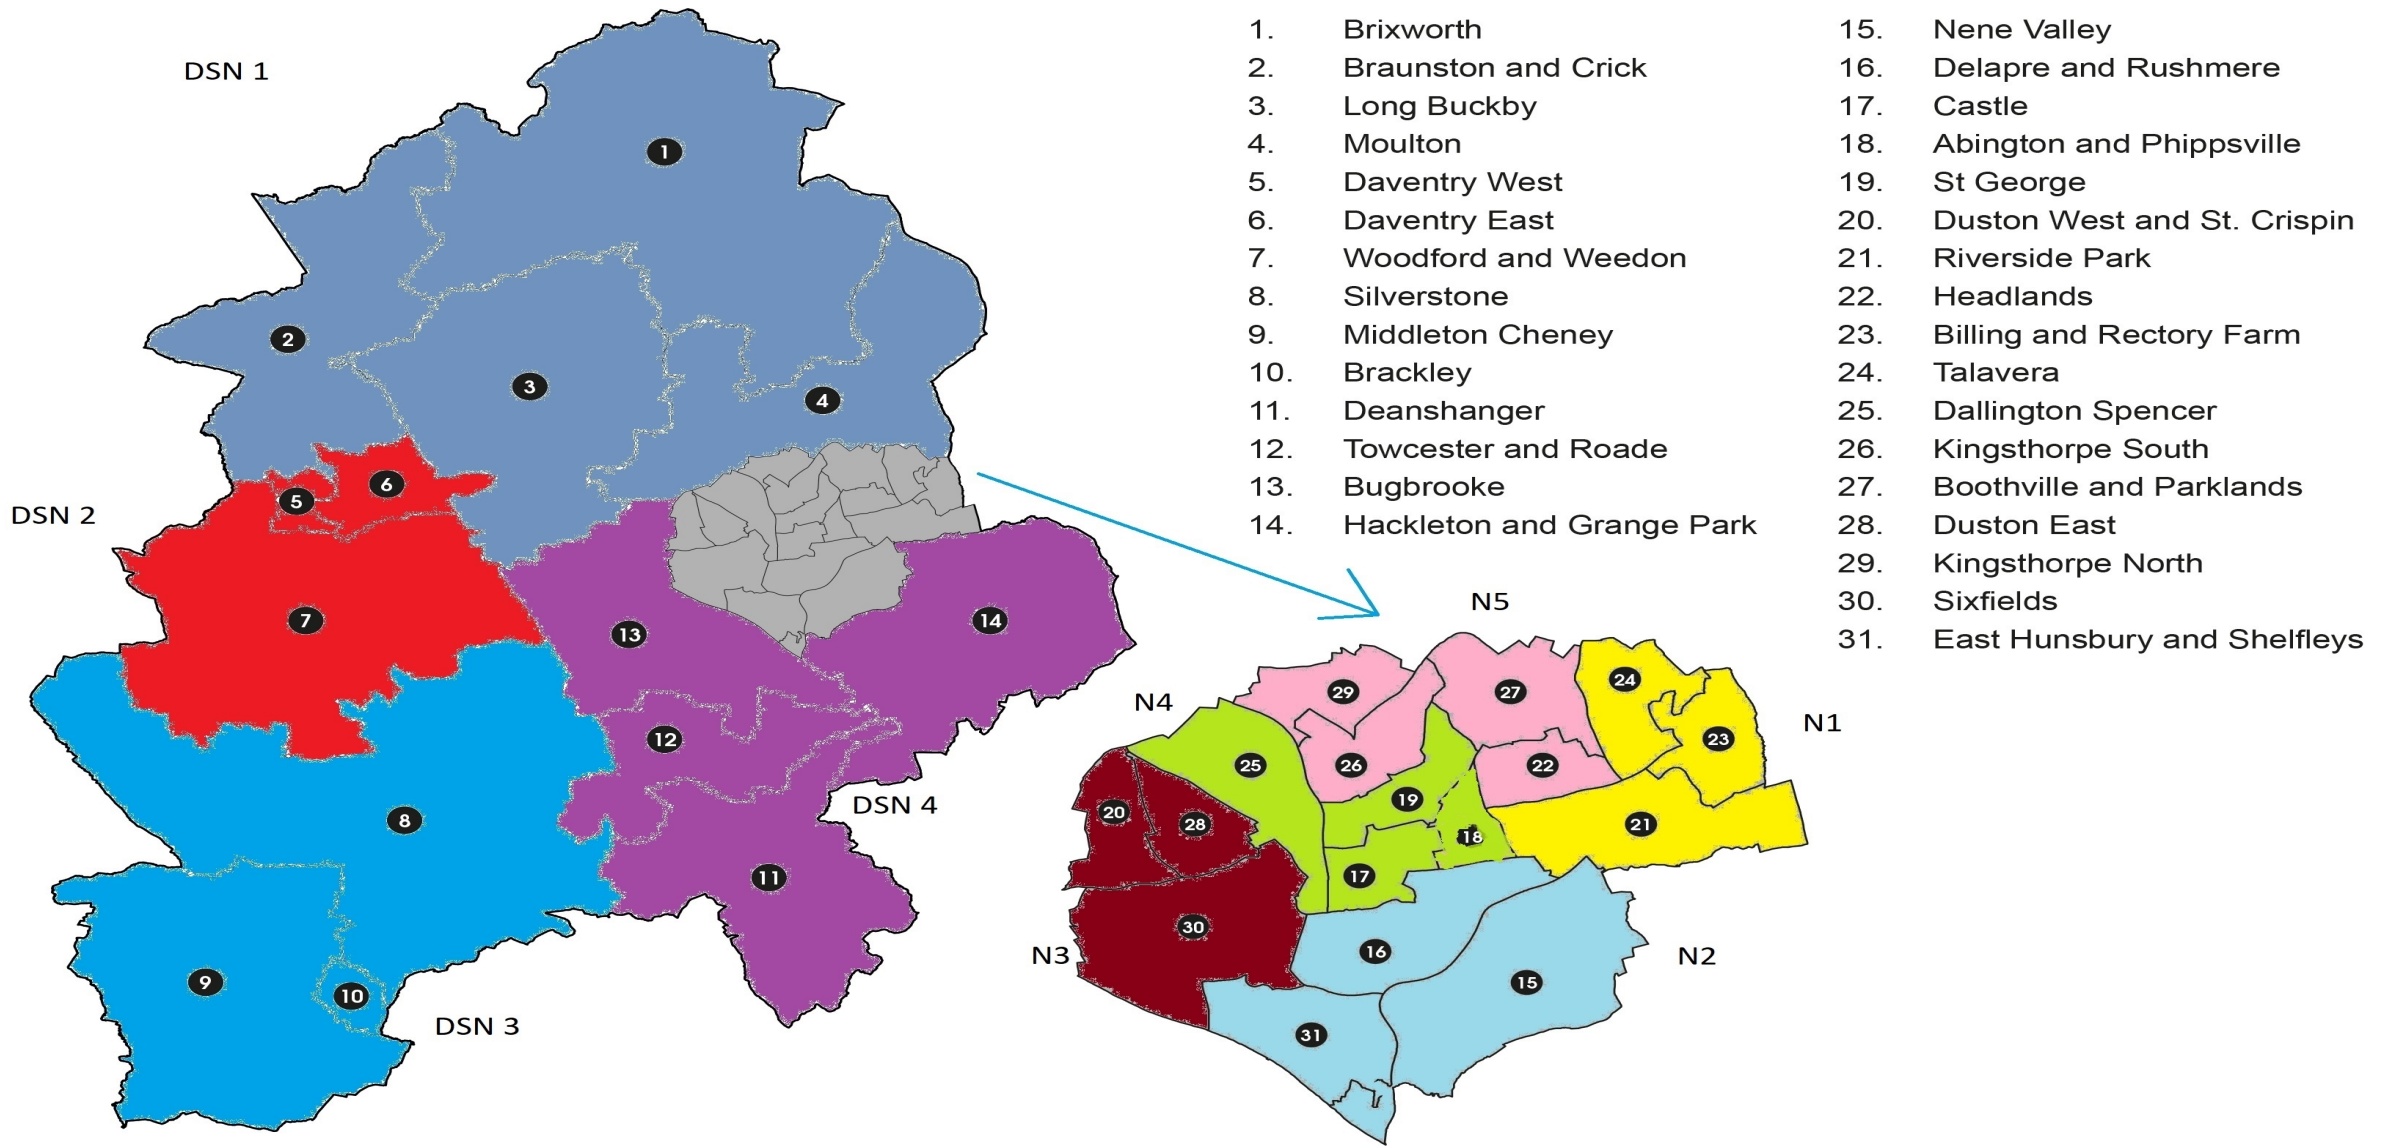 DSN 1
DSN 2
DSN 3
DSN 4
1
2
3
4
5
6
7
8
9
10
11
12
13
14
1. Brixworth
2. Braunston and Crick
3. Long Buckby
4. Moulton
5. Daventry West
6. Daventry East
7. Woodford and Weedon
8. Silverstone
9. Middleton Cheney
10. Brackley
11. Deanshanger
12. Towcester and Roade
13. Bugbrooke
14. Hackleton and Grange Park
15. Nene Valley
16. Delapre and Rushmere
17. Castle
18. Abington and Phippsville
19. St George
20. Duston West and St. Crispin
21. Riverside Park
22. Headlands
23. Billing and Rectory Farm
24. Talavera
25. Dallington Spencer
26. Kingsthorpe South
27. Boothville and Parklands
28. Duston East
29. Kingsthorpe North
30. Sixfields
31. East Hunsbury and Shelfleys
N5
N4
N1
N3
N2
29
27
24
23
25
26
22
20
28
19
18
21
17
30
16
15
31